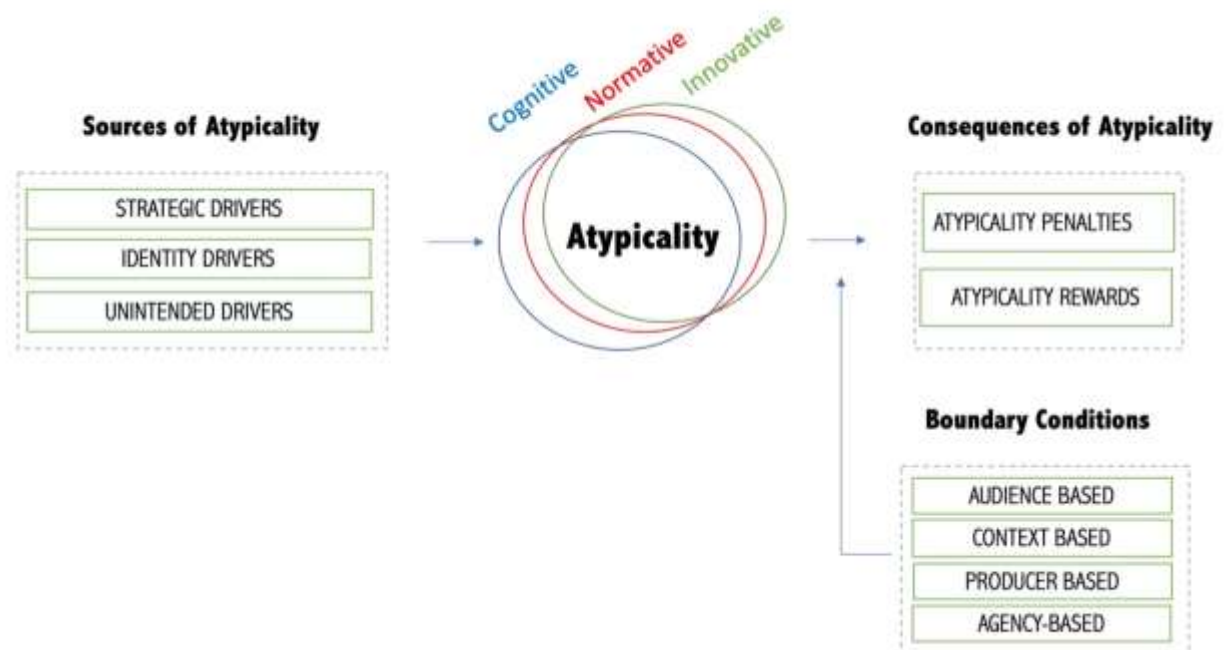 Cognitive
Normative
Innovative
Sources of Atypicality
STRATEGIC DRIVERS
IDENTITY DRIVERS
UNINTENDED DRIVERS
Atypicality
Consequences of Atypicality
ATYPICALITY PENALTIES
ATYPICALITY REWARDS
Boundary Conditions
AUDIENCE BASED
CONTEXT BASED
PRODUCER BASED
AGENCY-BASED